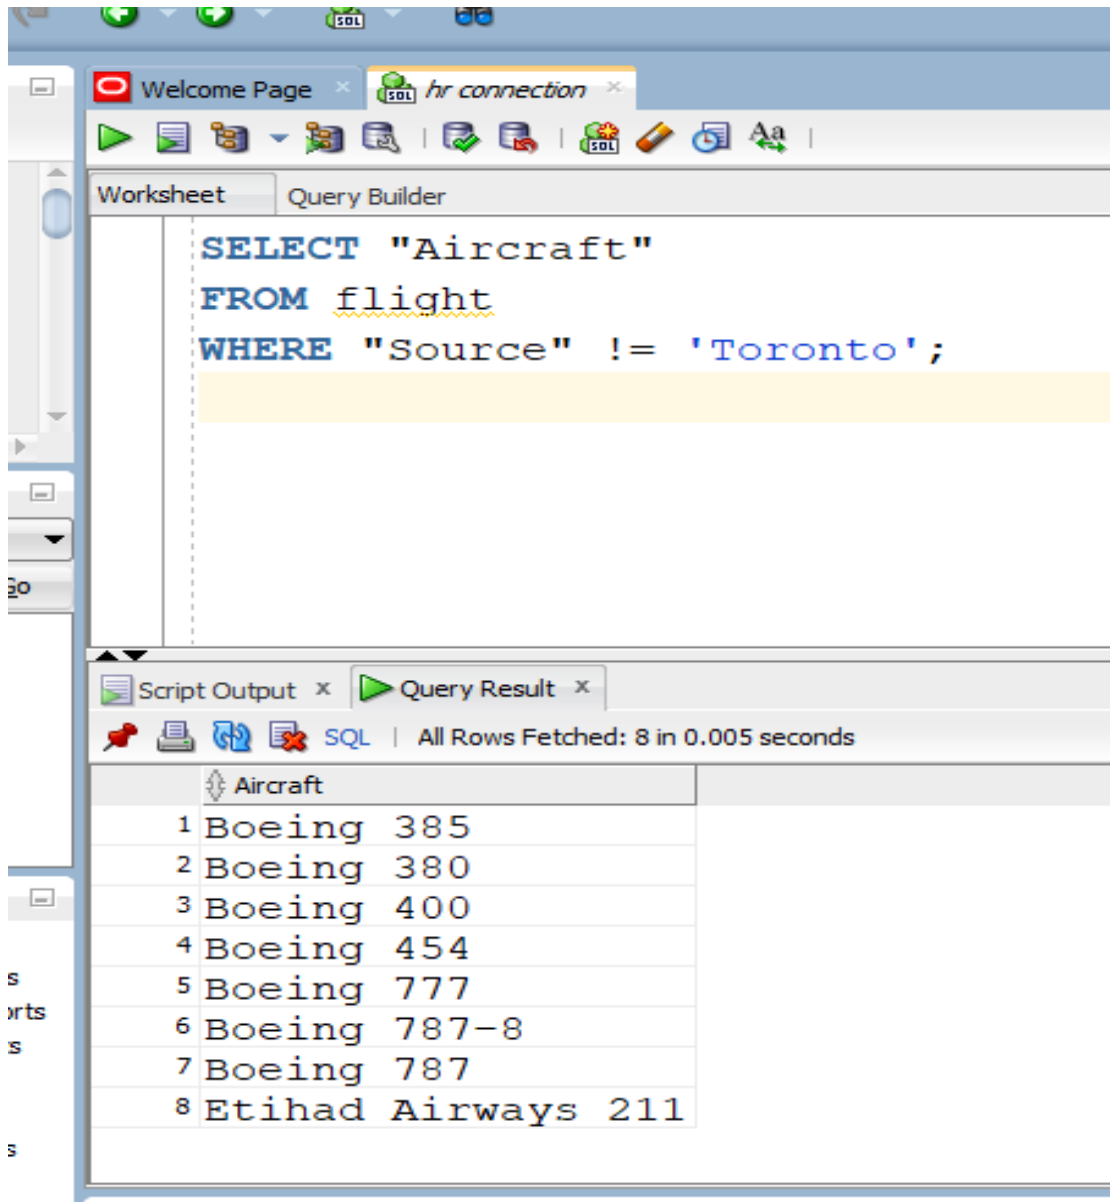 SQL
Welcome Page
hr connection
Worksheet
Query Builder
SELECT "Aircraft"
FROM flight
WHERE "Source" != 'Toronto';
Script Output
Query Result
SQL | All Rows Fetched: 8 in 0.005 seconds
Aircraft
1 Boeing 385
2 Boeing 380
3 Boeing 400
4 Boeing 454
5 Boeing 777
6 Boeing 787-8
7 Boeing 787
8 Etihad Airways 211